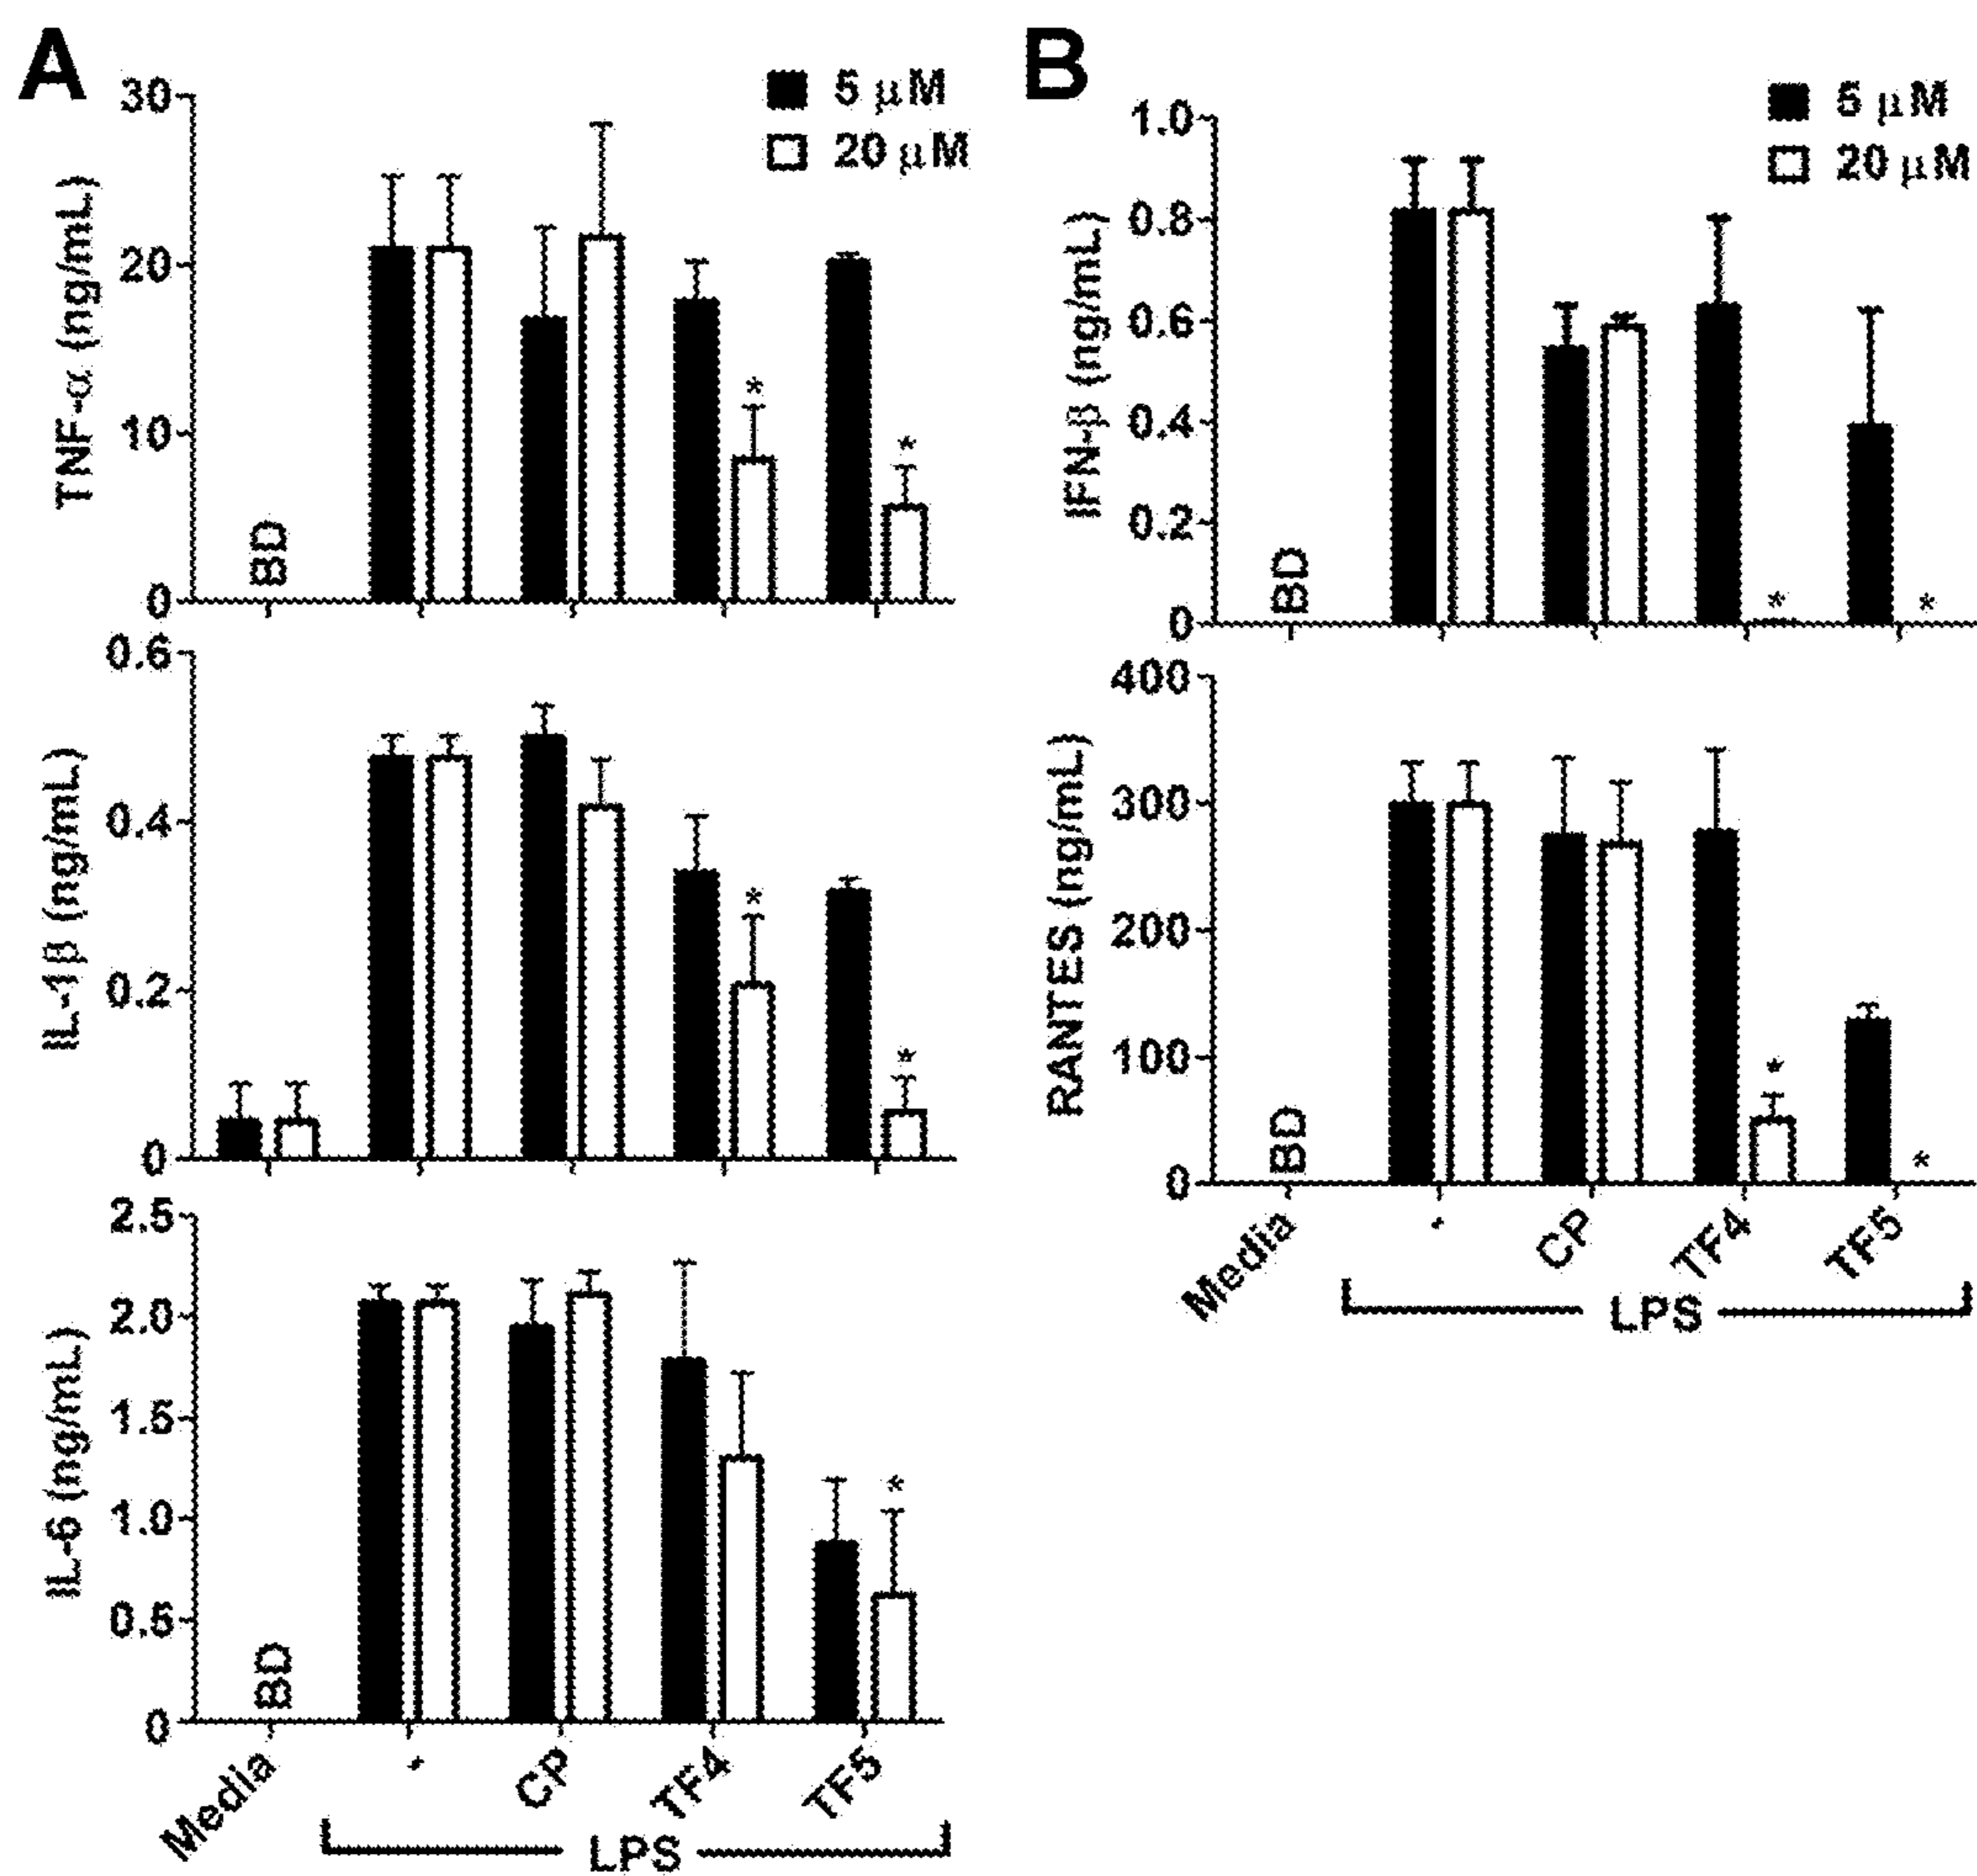 A
5 μM
20 μM
TNF-α (ng/mL)
30
20
10
0
BD
*
*
IL-1β (ng/mL)
0.6
0.4
0.2
0
*
*
IL-6 (ng/mL)
2.5
2.0
1.5
1.0
0.5
0
BD
*
Media
-
CP
TF4
TF5
LPS
B
5 μM
20 μM
IFN-β (ng/mL)
1.0
0.8
0.6
0.4
0.2
0
BD
*
*
RANTES (ng/mL)
400
300
200
100
0
BD
*
*
Media
-
CP
TF4
TF5
LPS